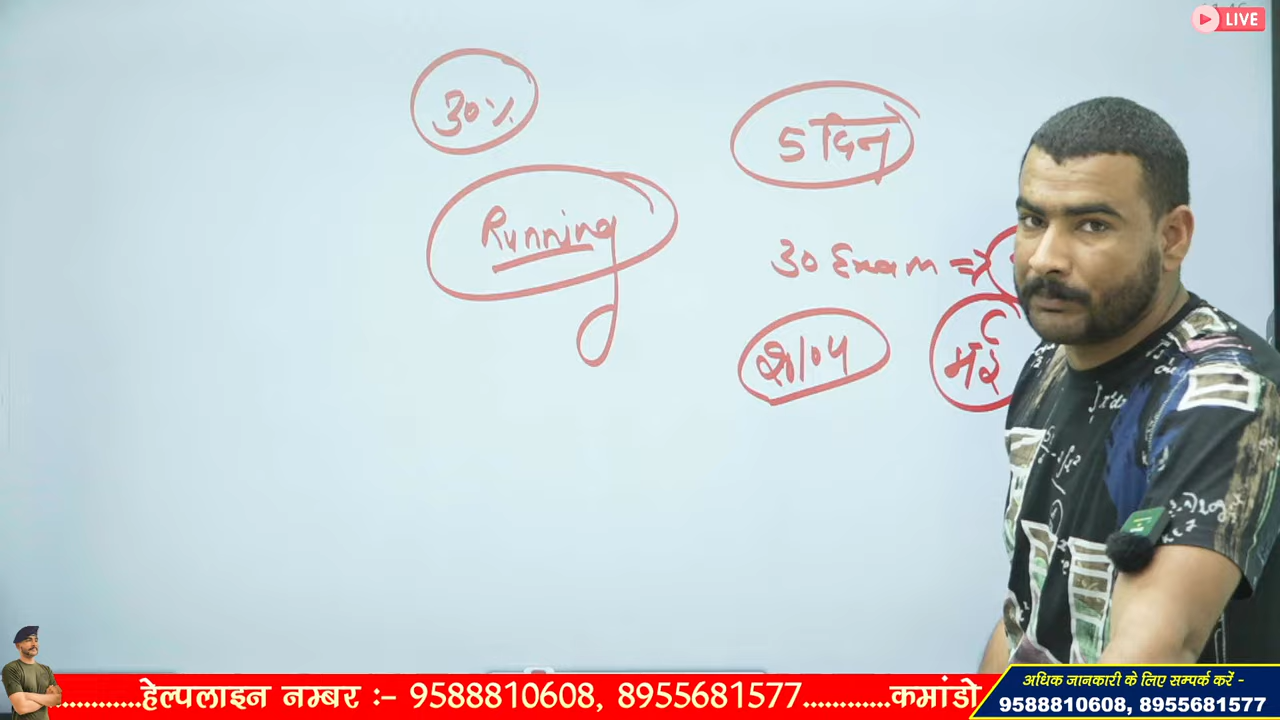 LIVE
30%
5 दिन
Running
30 Exam =>
मई
............हेल्पलाइन नम्बर :- 9588810608, 8955681577............कमांडो
अधिक जानकारी के लिए सम्पर्क करें -
9588810608, 8955681577